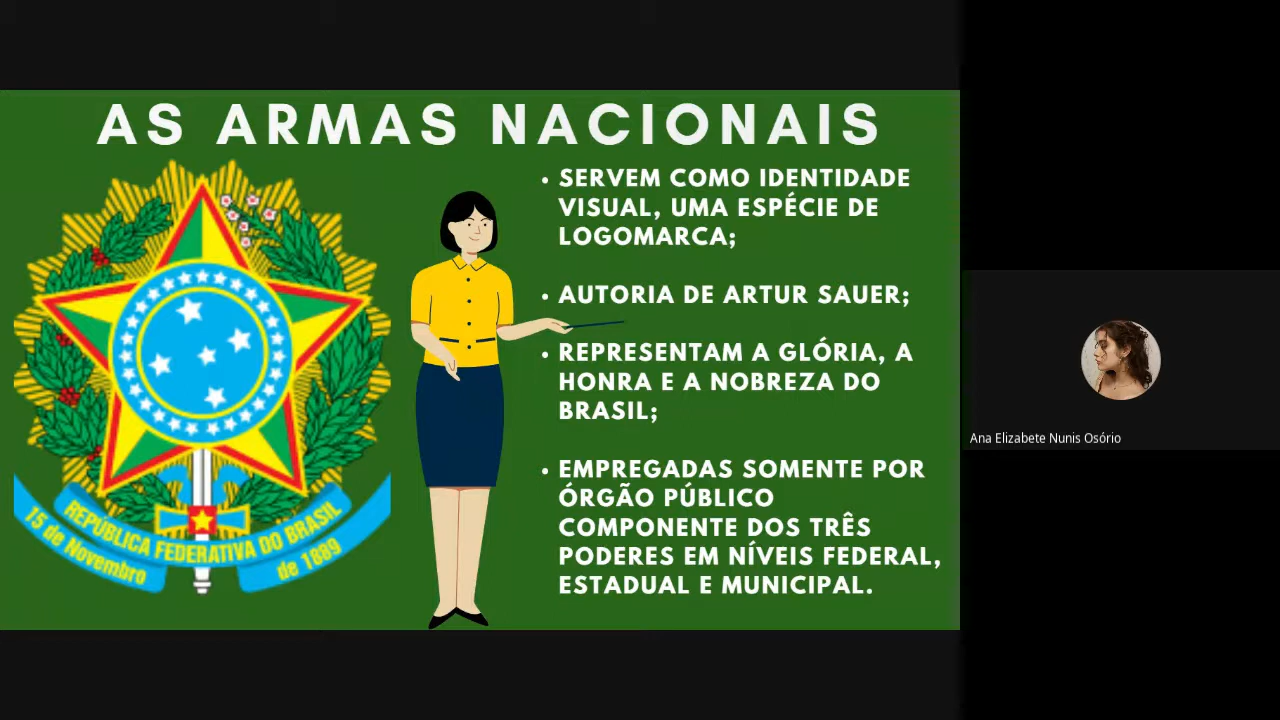 AS ARMAS NACIONAIS
• SERVEM COMO IDENTIDADE
VISUAL, UMA ESPÉCIE DE
LOGOMARCA;
• AUTORIA DE ARTUR SAUER;
• REPRESENTAM A GLÓRIA, A
HONRA E A NOBREZA DO
BRASIL;
• EMPREGADAS SOMENTE POR
ÓRGÃO PÚBLICO
COMPONENTE DOS TRÊS
PODERES EM NÍVEIS FEDERAL,
ESTADUAL E MUNICIPAL.
REPÚBLICA FEDERATIVA DO BRASIL
15 de Novembro
de 1889
Ana Elizabete Nunis Osório